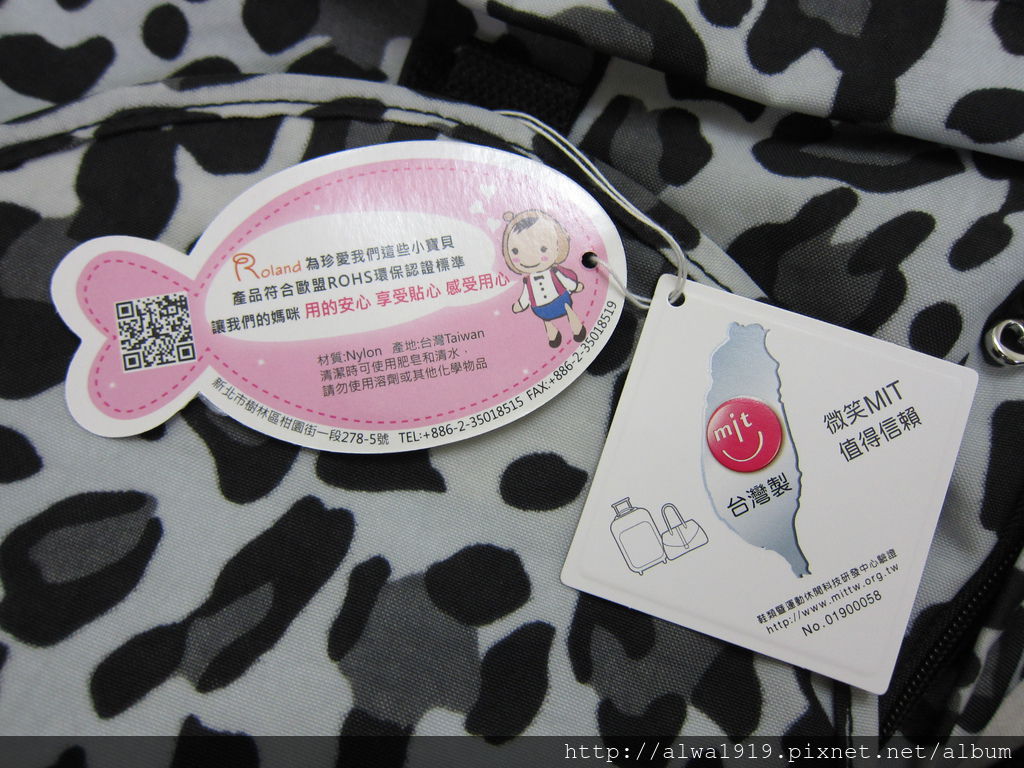 Roland 為珍愛我們這些小寶貝
產品符合歐盟ROHS環保認證標準
讓我們的媽咪 用的安心 享受貼心 感受用心
材質:Nylon 產地:台灣Taiwan
清潔時可使用肥皂和清水，
請勿使用溶劑或其他化學物品
新北市樹林區柑園街一段278-5號 TEL:+886-2-35018515 FAX:+886-2-35018519
mit
微笑MIT
值得信賴
台灣製
鞋類暨運動休閒科技研發中心驗證
http://www.mittw.org.tw
No.01900058
http://alwa1919.pixnet.net/album